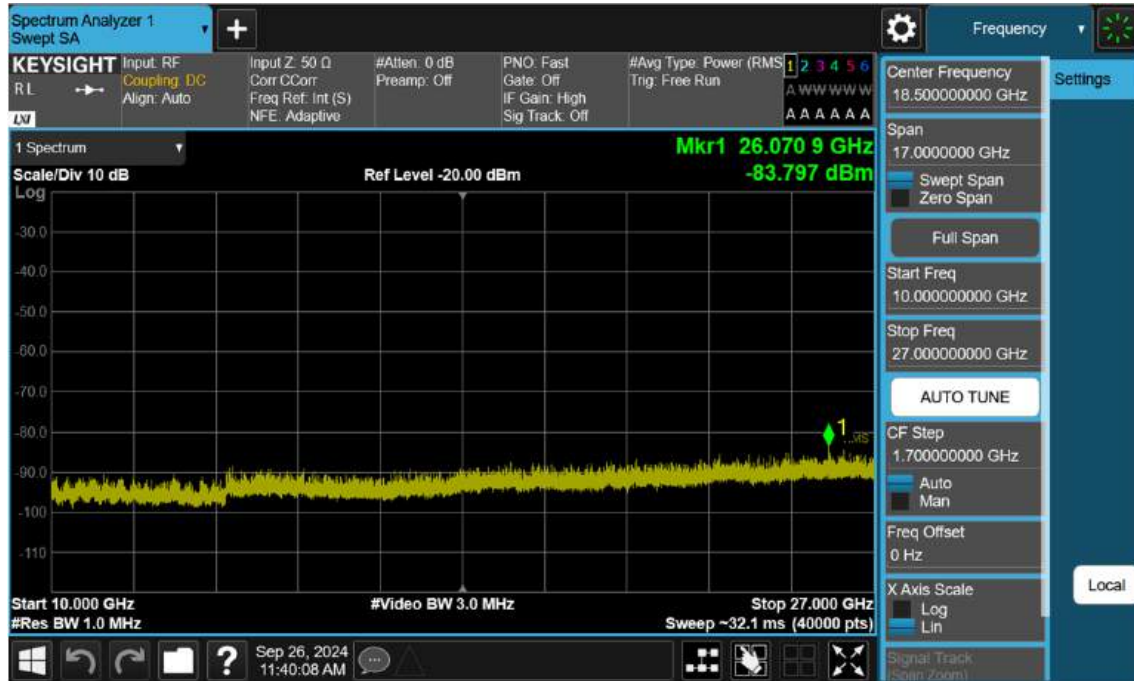 Spectrum Analyzer 1
Swept SA
+
Frequency
KEYSIGHT
RL
LXI
Input: RF
Coupling: DC
Align: Auto
Input Z: 50 Ω
Corr CCorr
Freq Ref: Int (S)
NFE: Adaptive
#Atten: 0 dB
Preamp: Off
PNO: Fast
Gate: Off
IF Gain: High
Sig Track: Off
#Avg Type: Power (RMS
Trig: Free Run
1 2 3 4 5 6
A W W W W W
A A A A A A
1 Spectrum
Scale/Div 10 dB
Ref Level -20.00 dBm
Mkr1 26.070 9 GHz
-83.797 dBm
Log
-30.0
-40.0
-50.0
-60.0
-70.0
-80.0
-90.0
-100
-110
1
Start 10.000 GHz
#Video BW 3.0 MHz
Stop 27.000 GHz
#Res BW 1.0 MHz
Sweep ~32.1 ms (40000 pts)
?
Sep 26, 2024
11:40:08 AM
Center Frequency
18.500000000 GHz
Settings
Span
17.0000000 GHz
Swept Span
Zero Span
Full Span
Start Freq
10.000000000 GHz
Stop Freq
27.000000000 GHz
AUTO TUNE
CF Step
1.700000000 GHz
Auto
Man
Freq Offset
0 Hz
X Axis Scale
Log
Lin
Local
Signal Track
(Span Zoom)